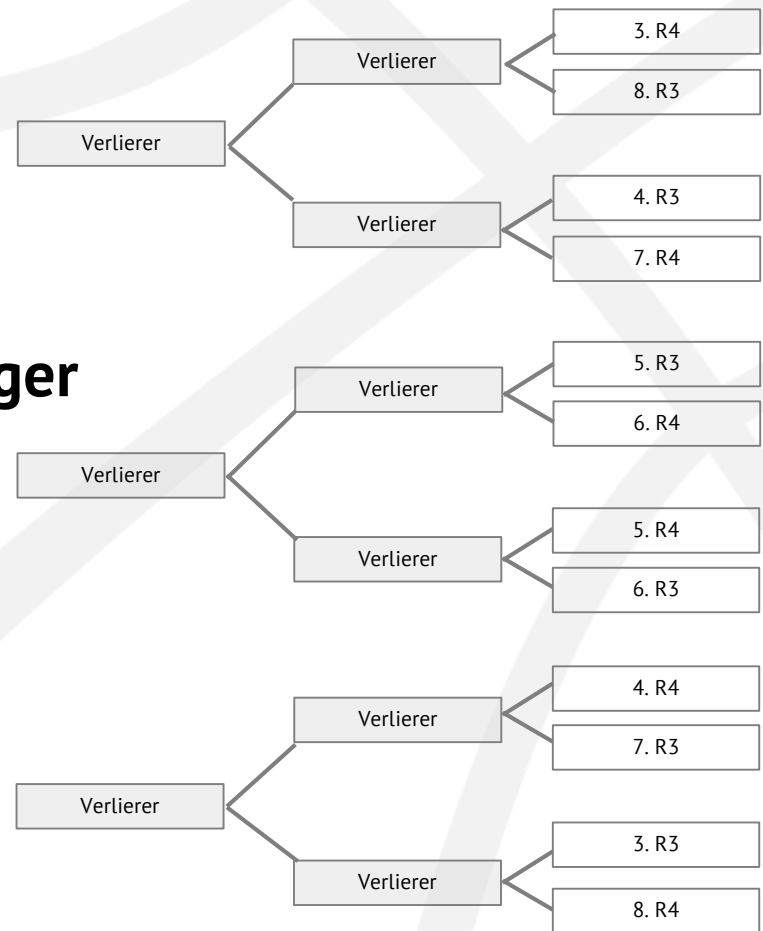 3. R4
Verlierer
8. R3
Verlierer
4. R3
Verlierer
7. R4
5. R3
ger
Verlierer
6. R4
Verlierer
5. R4
Verlierer
6. R3
4. R4
Verlierer
7. R3
Verlierer
3. R3
Verlierer
8. R4